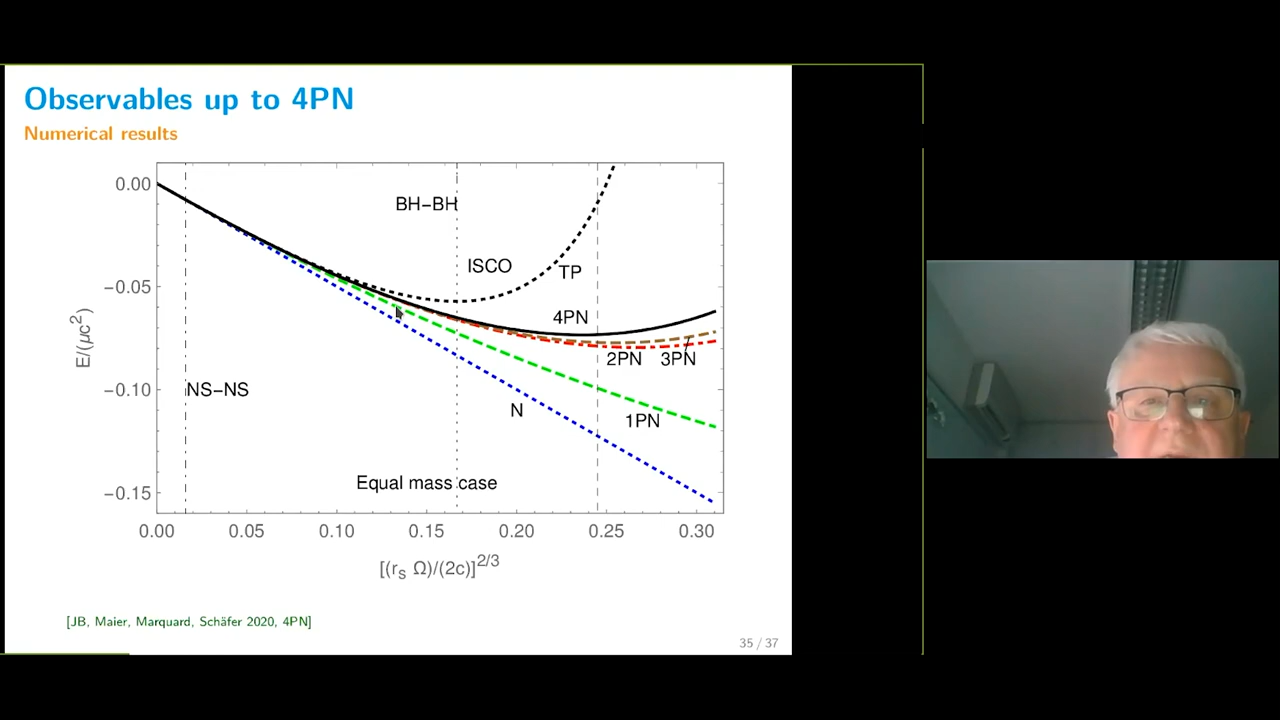 Observables up to 4PN
Numerical results
0.00
−0.05
−0.10
−0.15
E/(μc²)
BH−BH
ISCO
TP
4PN
2PN 3PN
NS−NS
N
1PN
Equal mass case
0.00 0.05 0.10 0.15 0.20 0.25 0.30
[(rₛ Ω)/(2c)]^2/3
[JB, Maier, Marquard, Schäfer 2020, 4PN]
35 / 37